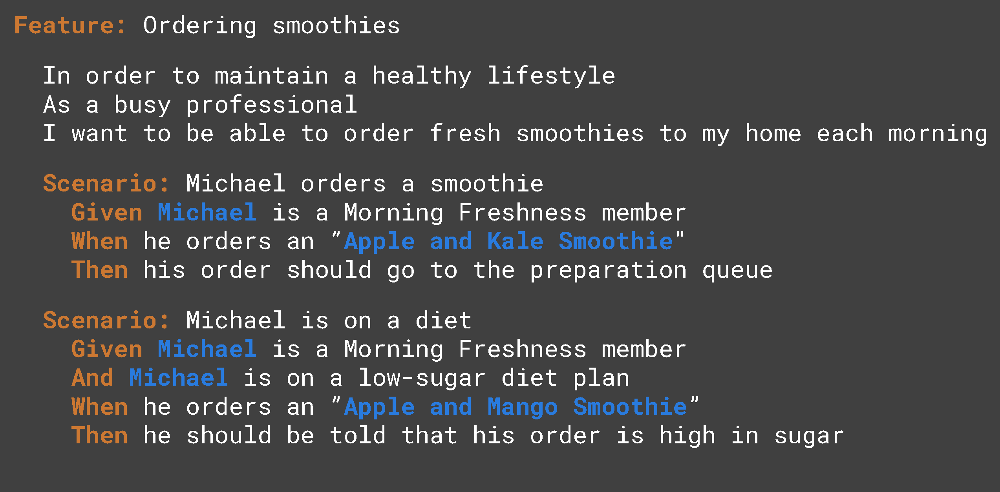 Feature: Ordering smoothies
In order to maintain a healthy lifestyle
As a busy professional
I want to be able to order fresh smoothies to my home each morning
Scenario: Michael orders a smoothie
Given Michael is a Morning Freshness member
When he orders an ”Apple and Kale Smoothie"
Then his order should go to the preparation queue
Scenario: Michael is on a diet
Given Michael is a Morning Freshness member
And Michael is on a low-sugar diet plan
When he orders an ”Apple and Mango Smoothie”
Then he should be told that his order is high in sugar